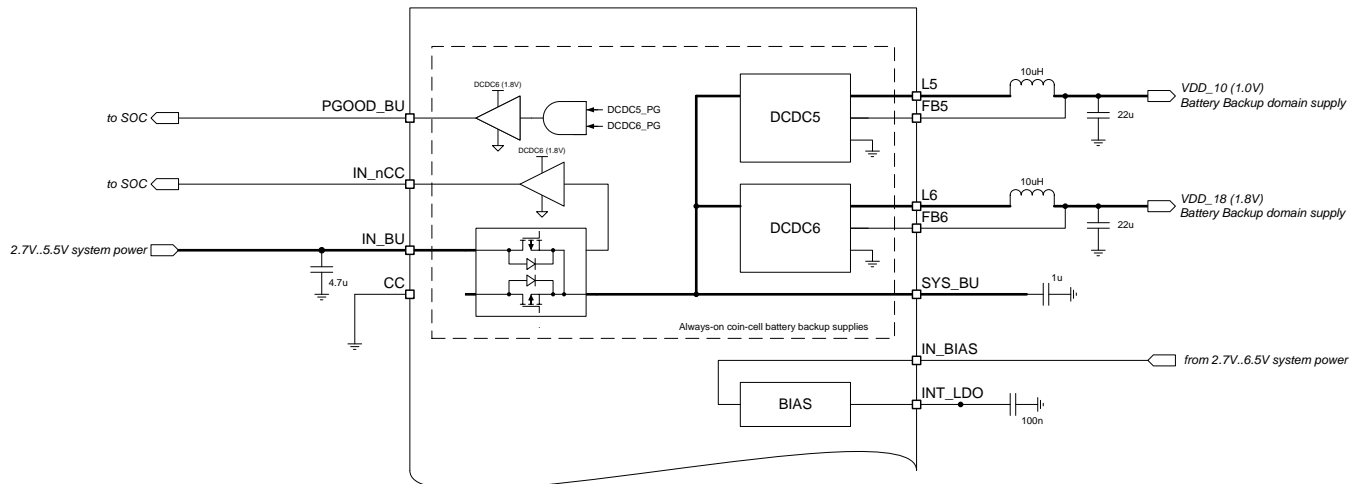 DCDC6 (1.8V)
PGOOD_BU
DCDC5_PG
DCDC6_PG
to SOC
DCDC6 (1.8V)
IN_nCC
to SOC
IN_BU
2.7V..5.5V system power
4.7u
CC
DCDC5
L5
FB5
10uH
22u
VDD_10 (1.0V)
Battery Backup domain supply
DCDC6
L6
FB6
10uH
22u
VDD_18 (1.8V)
Battery Backup domain supply
SYS_BU
1u
Always-on coin-cell battery backup supplies
IN_BIAS
from 2.7V..6.5V system power
BIAS
INT_LDO
100n